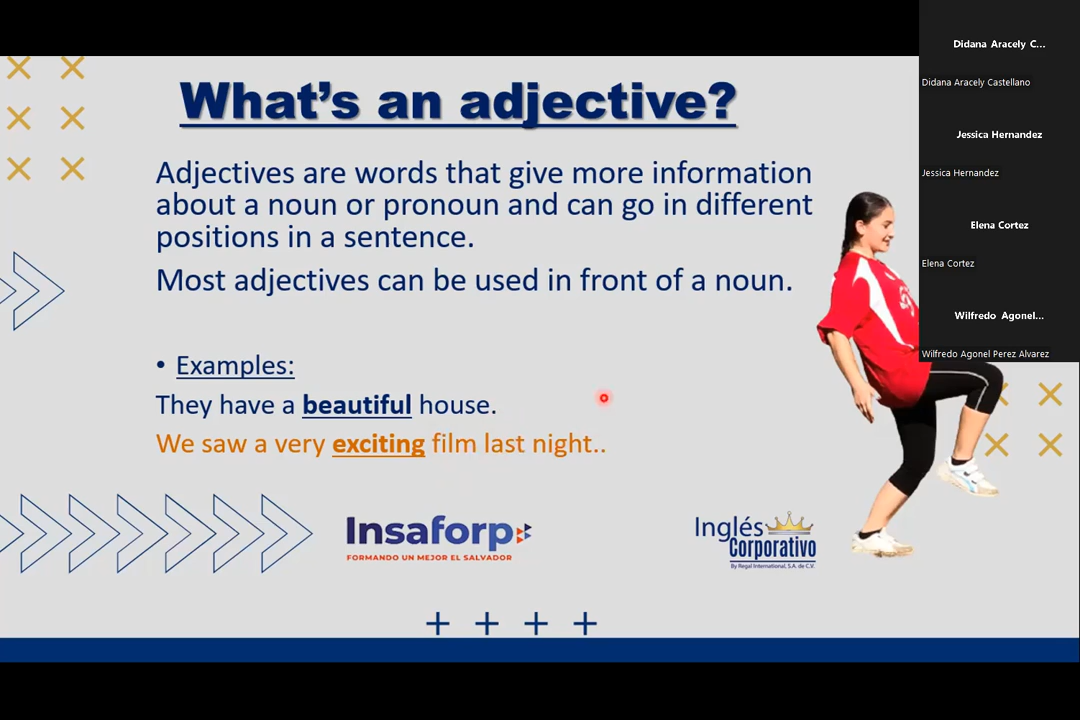 What's an adjective?
Adjectives are words that give more information
about a noun or pronoun and can go in different
positions in a sentence.
Most adjectives can be used in front of a noun.
• Examples:
They have a beautiful house.
We saw a very exciting film last night..
Insaforp
FORMANDO UN MEJOR EL SALVADOR
Inglés
Corporativo
By Regal International, S.A. de C.V.
Didana Aracely C...
Didana Aracely Castellano
Jessica Hernandez
Jessica Hernandez
Elena Cortez
Elena Cortez
Wilfredo Agonel...
Wilfredo Agonel Perez Alvarez